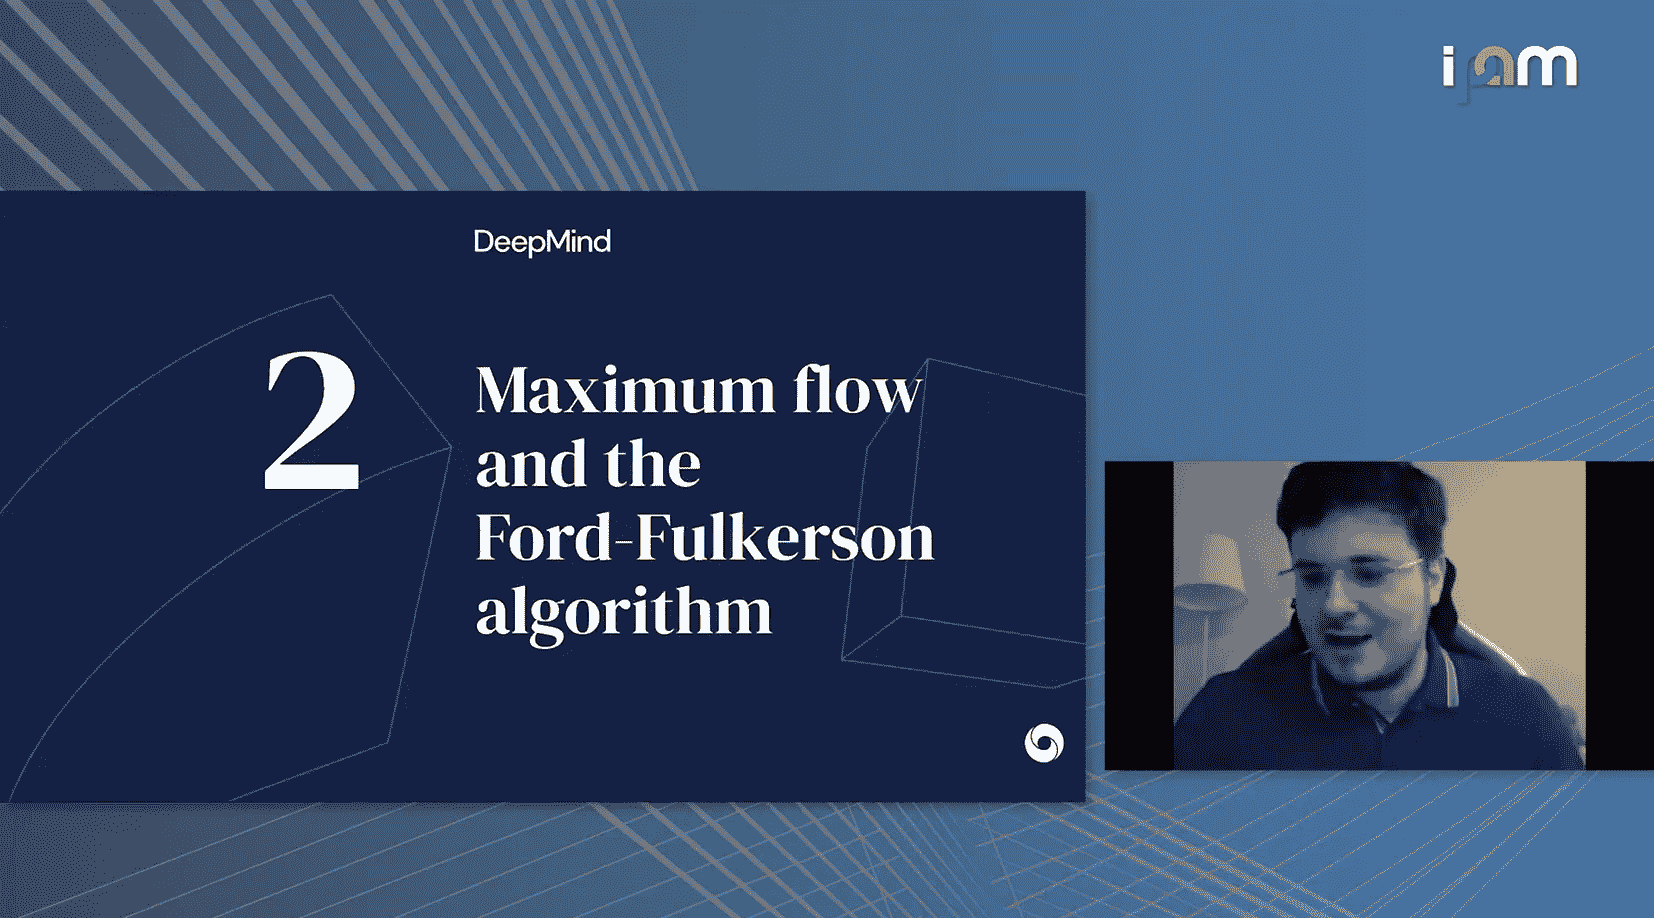 ipam
DeepMind
2
Maximum flow
and the
Ford-Fulkerson
algorithm